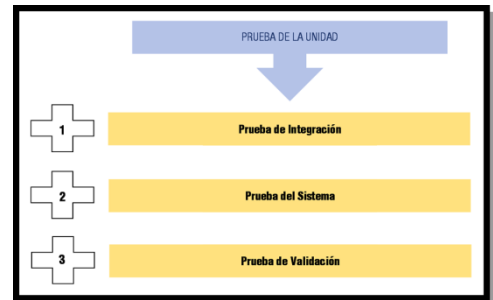 PRUEBA DE LA UNIDAD
1 Prueba de Integración
2 Prueba del Sistema
3 Prueba de Validación